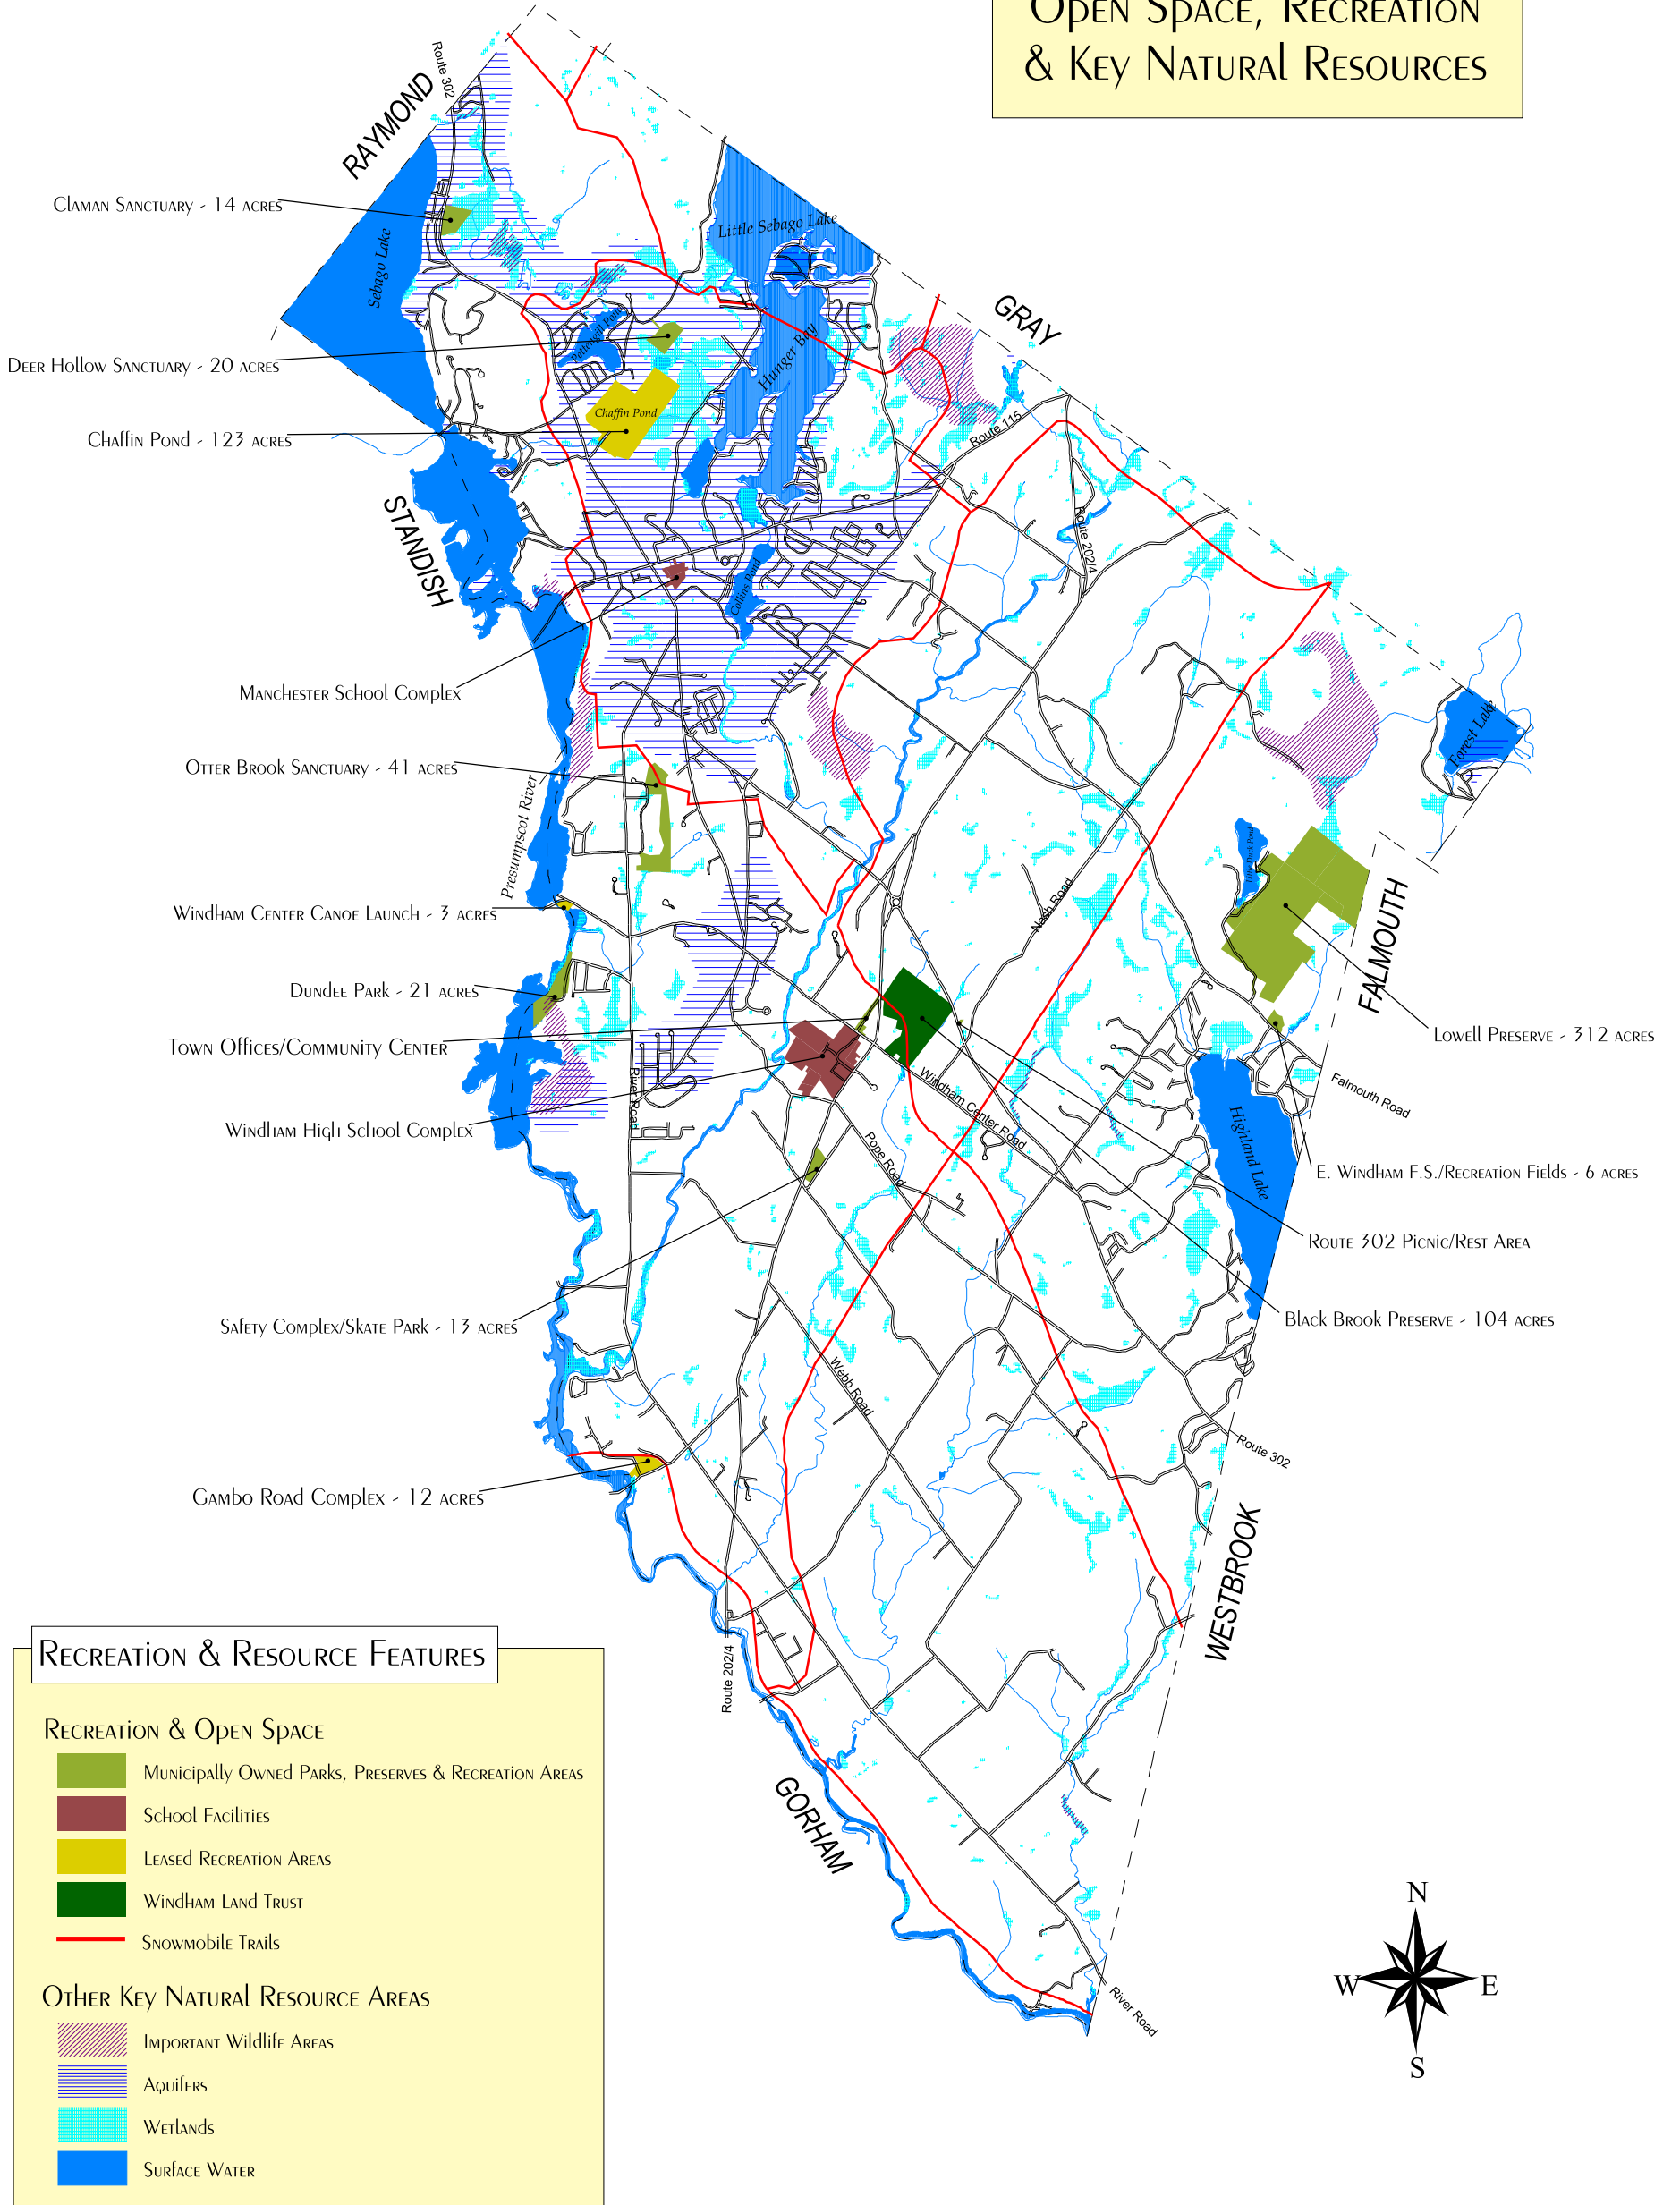 Open Space, Recreation
& Key Natural Resources
Route 302
RAYMOND
Claman Sanctuary - 14 acres
Sebago Lake
Little Sebago Lake
GRAY
Deer Hollow Sanctuary - 20 acres
Pettengill Pond
Hunger Bay
Chaffin Pond
Chaffin Pond - 123 acres
Route 115
STANDISH
Route 202/4
Collins Pond
Manchester School Complex
Forest Lake
Otter Brook Sanctuary - 41 acres
Presumpscot River
Little Duck Pond
Nash Road
Windham Center Canoe Launch - 3 acres
FALMOUTH
Dundee Park - 21 acres
Lowell Preserve - 312 acres
Town Offices/Community Center
River Road
Windham Center Road
Falmouth Road
Windham High School Complex
Pope Road
Highland Lake
E. Windham F.S./Recreation Fields - 6 acres
Route 302 Picnic/Rest Area
Safety Complex/Skate Park - 13 acres
Black Brook Preserve - 104 acres
Webb Road
Route 302
Gambo Road Complex - 12 acres
WESTBROOK
Route 202/4
GORHAM
River Road
Recreation & Resource Features
Recreation & Open Space
Municipally Owned Parks, Preserves & Recreation Areas
School Facilities
Leased Recreation Areas
Windham Land Trust
Snowmobile Trails
Other Key Natural Resource Areas
Important Wildlife Areas
Aquifers
Wetlands
Surface Water
N
W
E
S